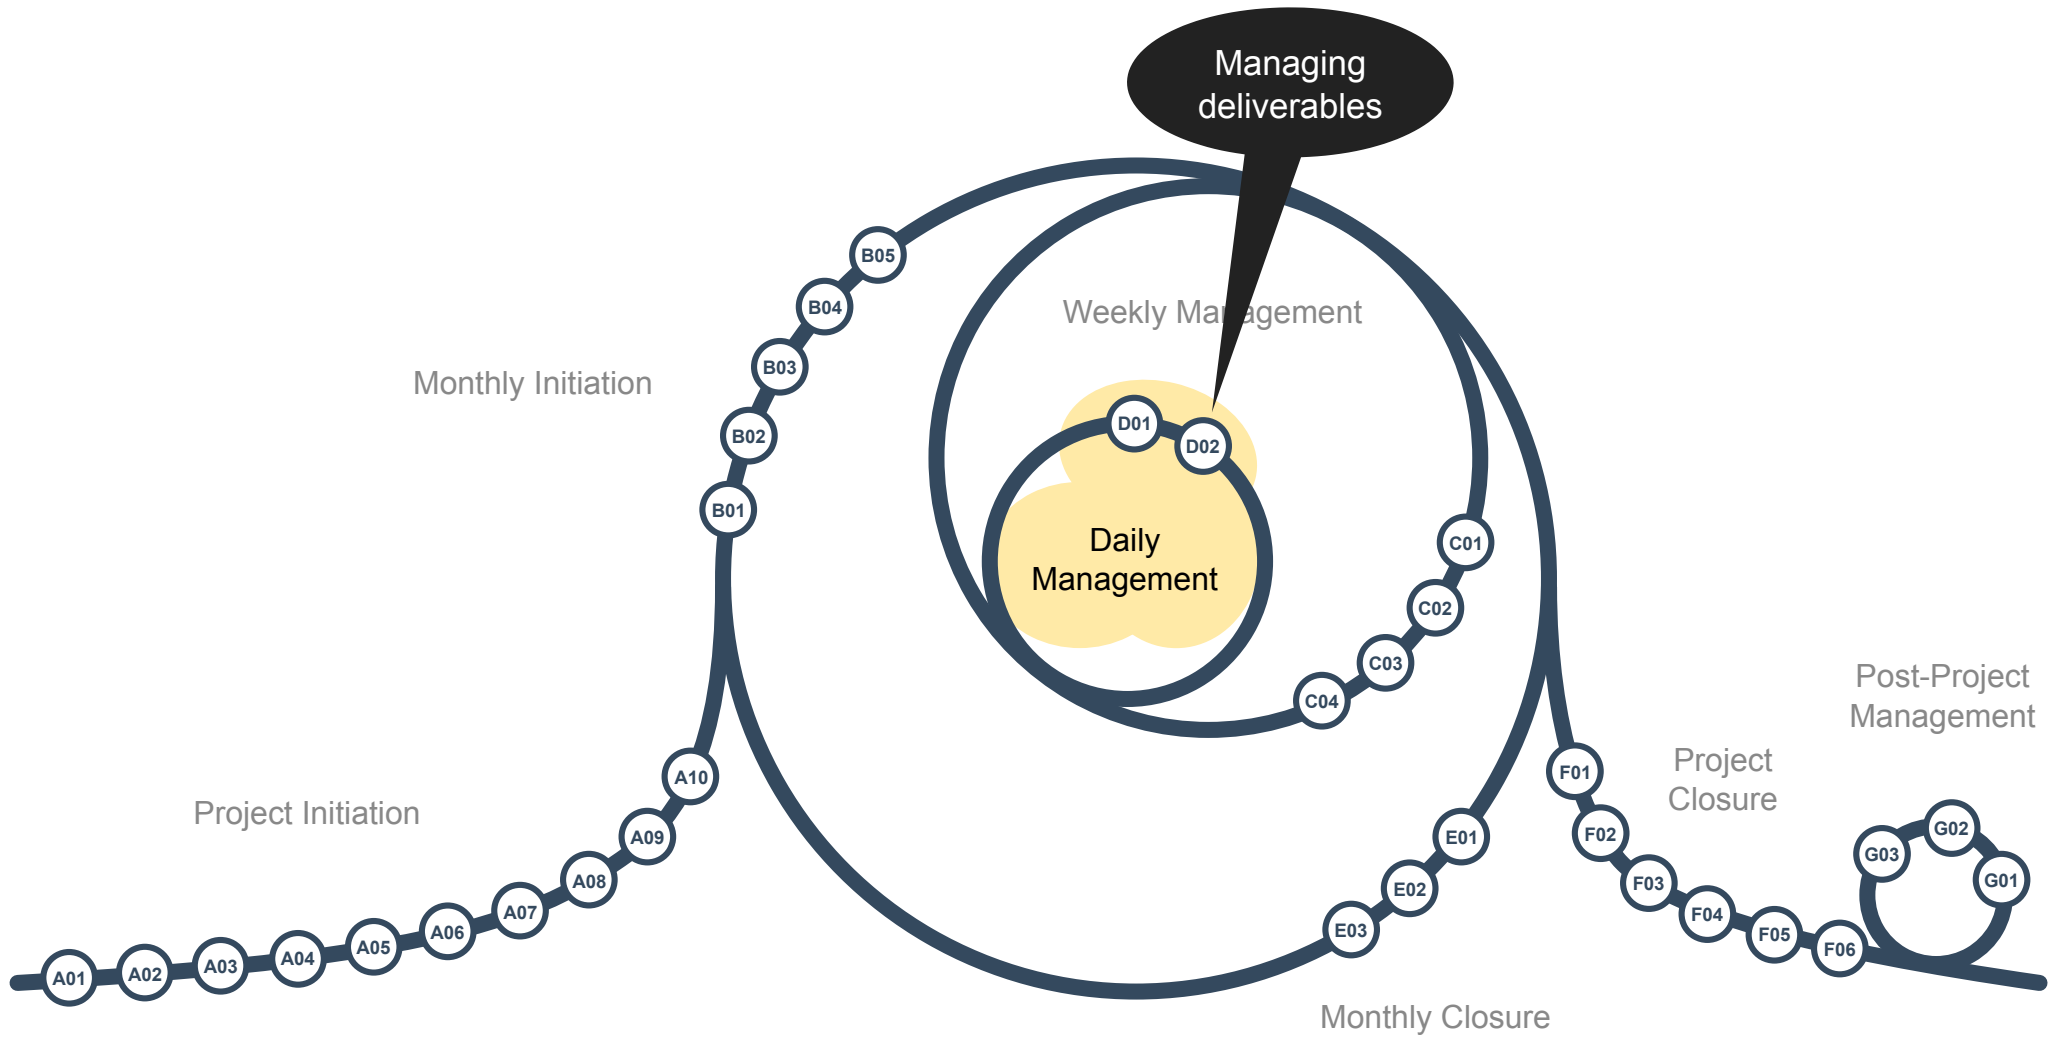 Managing
deliverables
B05
B04
Weekly Management
Monthly Initiation
B03
D01
B02
D02
B01
Daily
Management
C01
C02
C03
C04
Post-Project
Management
A10
F01
Project
Closure
Project Initiation
A09
E01
F02
G02
G03
A08
E02
F03
G01
A07
F04
A06
E03
F05
A05
F06
A04
A03
A02
A01
Monthly Closure